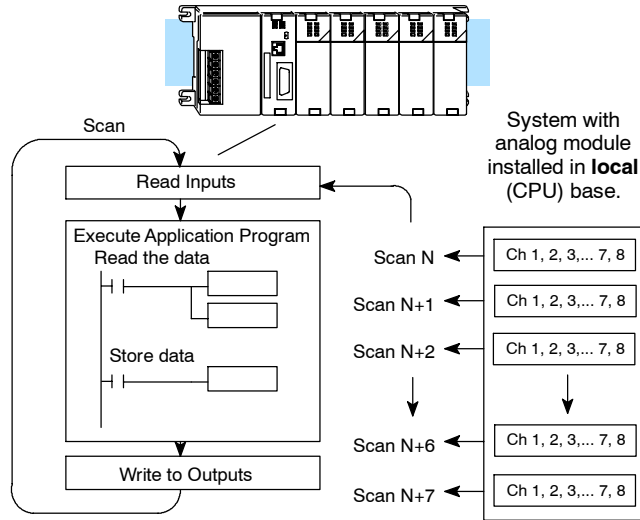 Scan
System with
analog module
installed in local
(CPU) base.
Read Inputs
Execute Application Program
Read the data
Store data
Write to Outputs
Scan N
Ch 1, 2, 3,... 7, 8
Scan N+1
Ch 1, 2, 3,... 7, 8
Scan N+2
Ch 1, 2, 3,... 7, 8
Scan N+6
Ch 1, 2, 3,... 7, 8
Scan N+7
Ch 1, 2, 3,... 7, 8